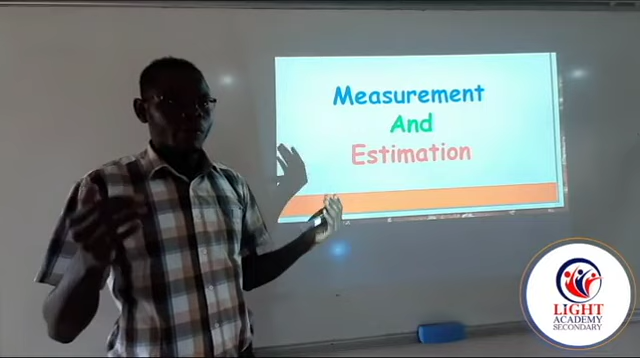 Measurement
And
Estimation
LIGHT
ACADEMY
SECONDARY